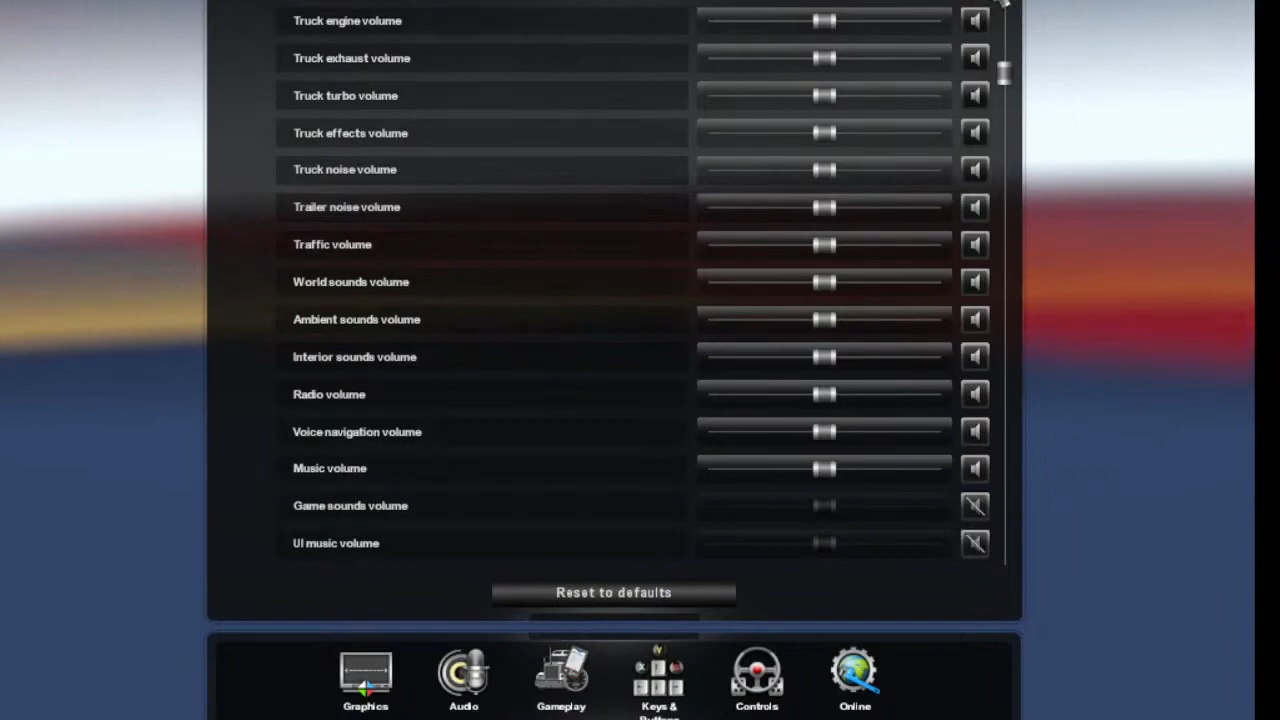 Truck engine volume
Truck exhaust volume
Truck turbo volume
Truck effects volume
Truck noise volume
Trailer noise volume
Traffic volume
World sounds volume
Ambient sounds volume
Interior sounds volume
Radio volume
Voice navigation volume
Music volume
Game sounds volume
UI music volume
Reset to defaults
Graphics
Audio
Gameplay
Keys &
Buttons
Controls
Online